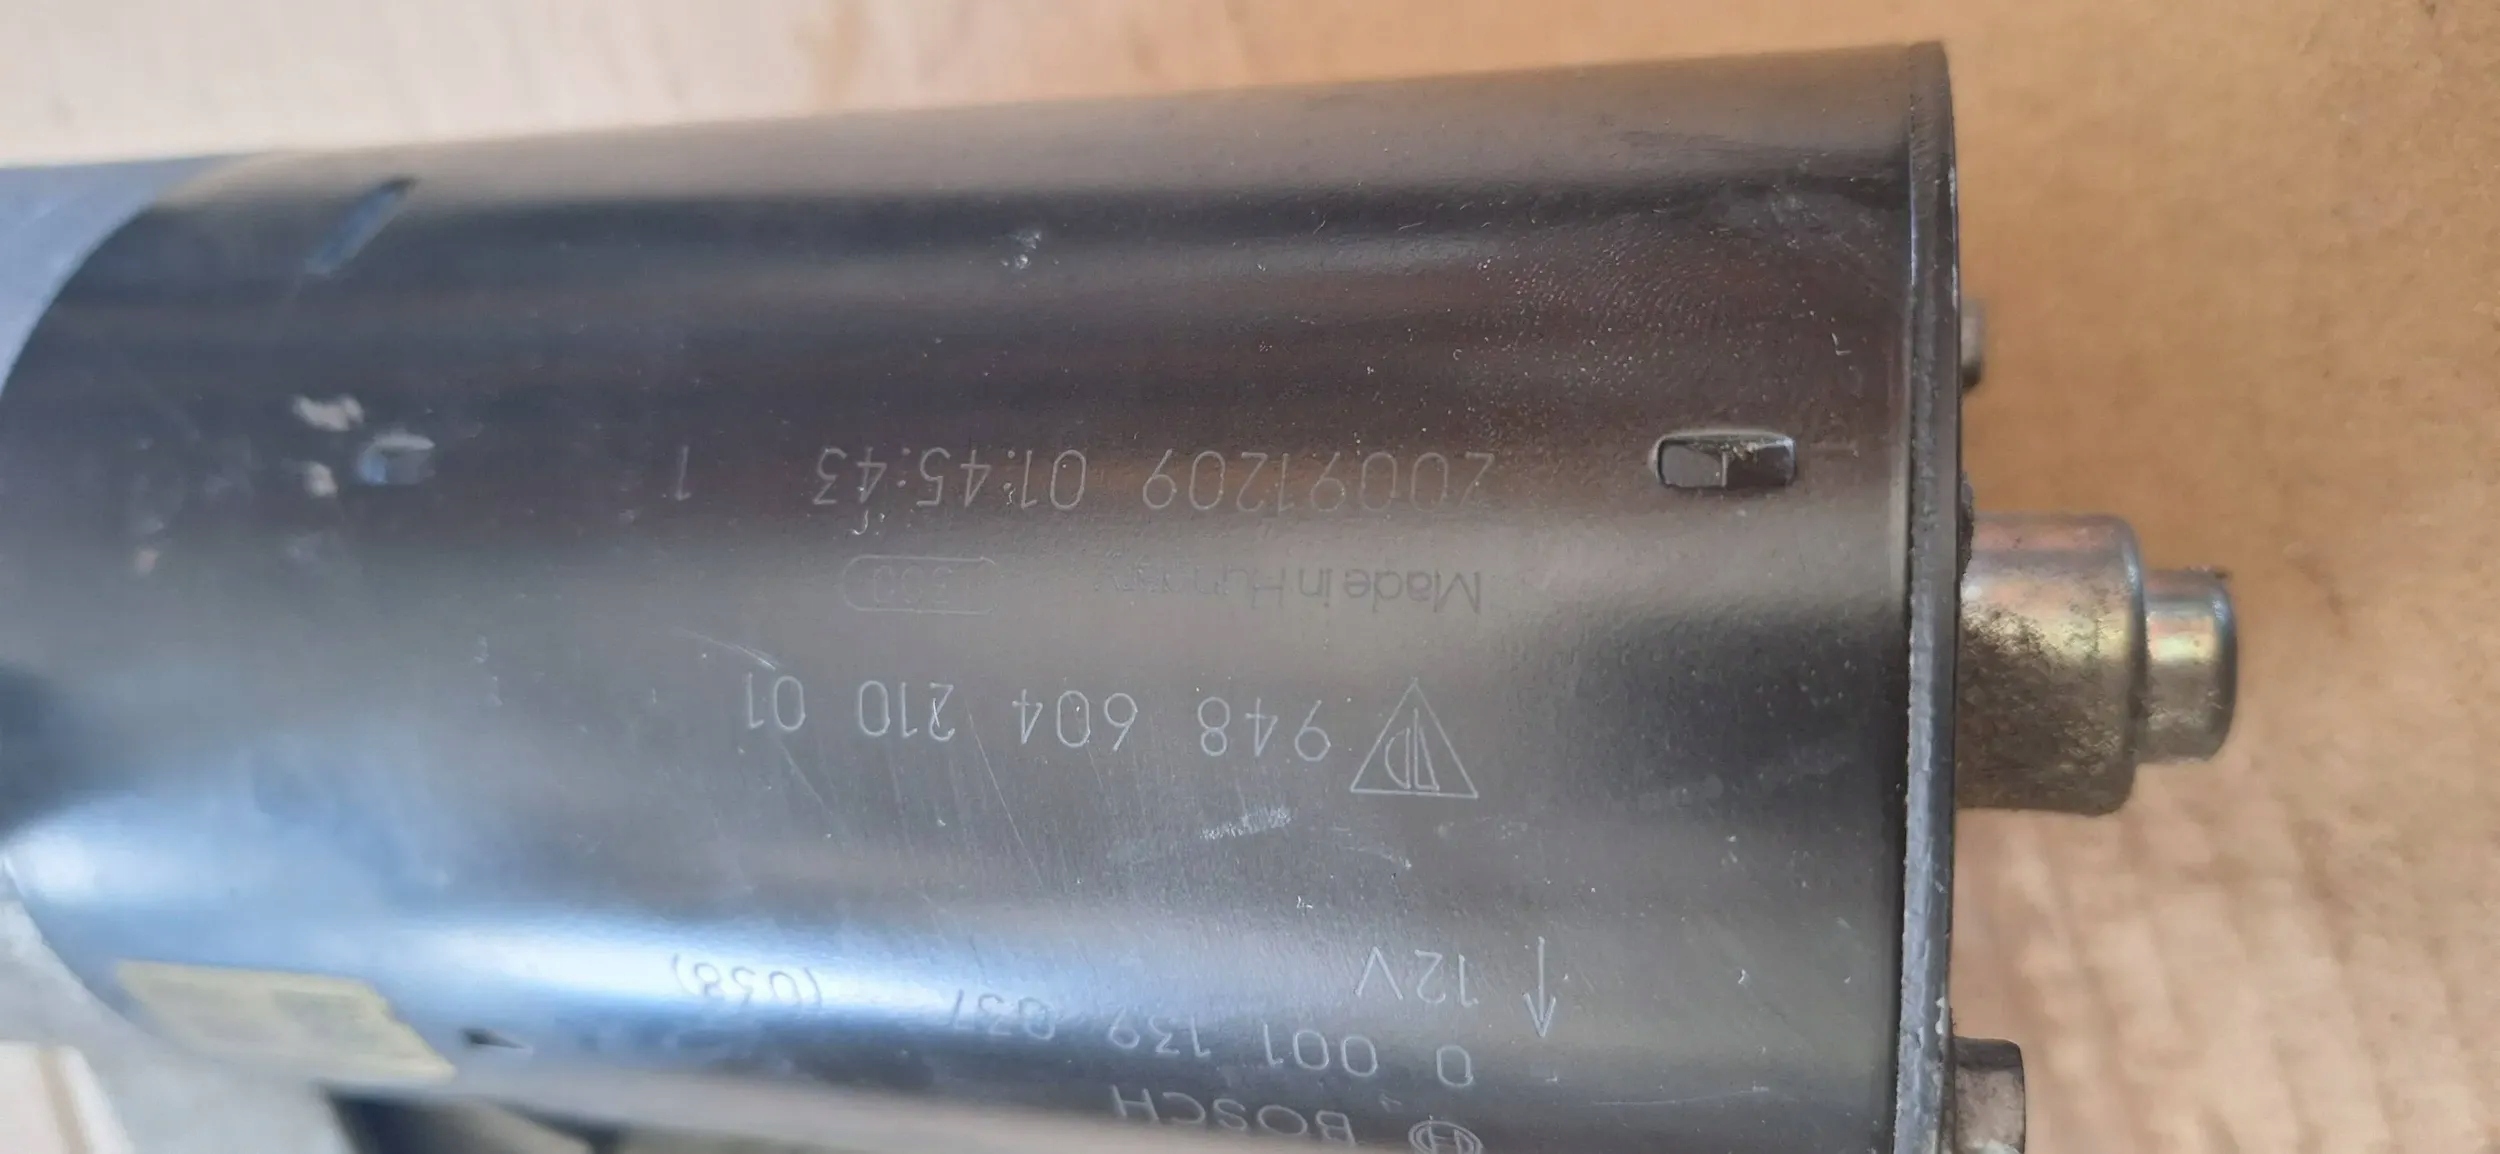 BOSCH
0 001 139 037 (038)
12V
948 604 210 01
Made in Hungary 300
20091209 01:45:43 1